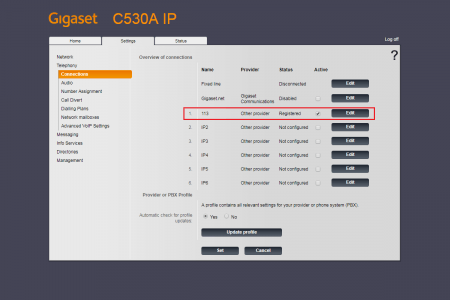 Gigaset C530A IP
Log off
Home Settings Status
?
Network
Telephony
Connections
Audio
Number Assignment
Call Divert
Dialing Plans
Network mailboxes
Advanced VoIP Settings
Messaging
Info Services
Directories
Management
Overview of connections
Name Provider Status Active
Fixed line Disconnected Edit
Gigaset net Gigaset Communications Disabled Edit
1. 113 Other provider Registered Edit
2. IP2 Other provider Not configured Edit
3. IP3 Other provider Not configured Edit
4. IP4 Other provider Not configured Edit
5. IP5 Other provider Not configured Edit
6. IP6 Other provider Not configured Edit
Provider or PBX Profile
A profile contains all relevant settings for your provider or phone system (PBX).
Automatic check for profile updates: Yes No
Update profile
Set Cancel